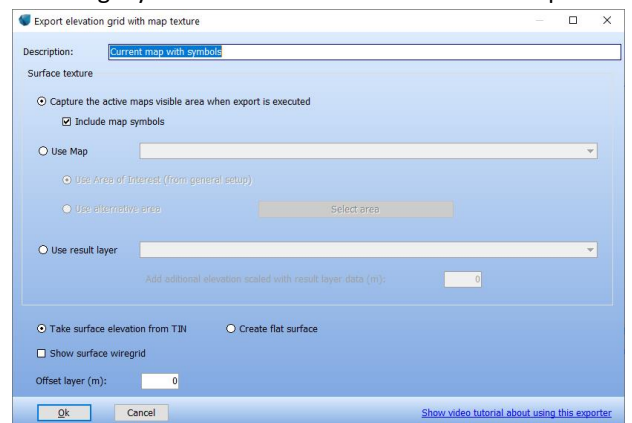 Export elevation grid with map texture
Description: Current map with symbols
Surface texture
Capture the active maps visible area when export is executed
Include map symbols
Use Map
Use Area of Interest (from general setup)
Use alternative area Select area
Use result layer
Add aditional elevation scaled with result layer data (m): 0
Take surface elevation from TIN Create flat surface
Show surface wiregrid
Offset layer (m): 0
Ok Cancel Show video tutorial about using this exporter